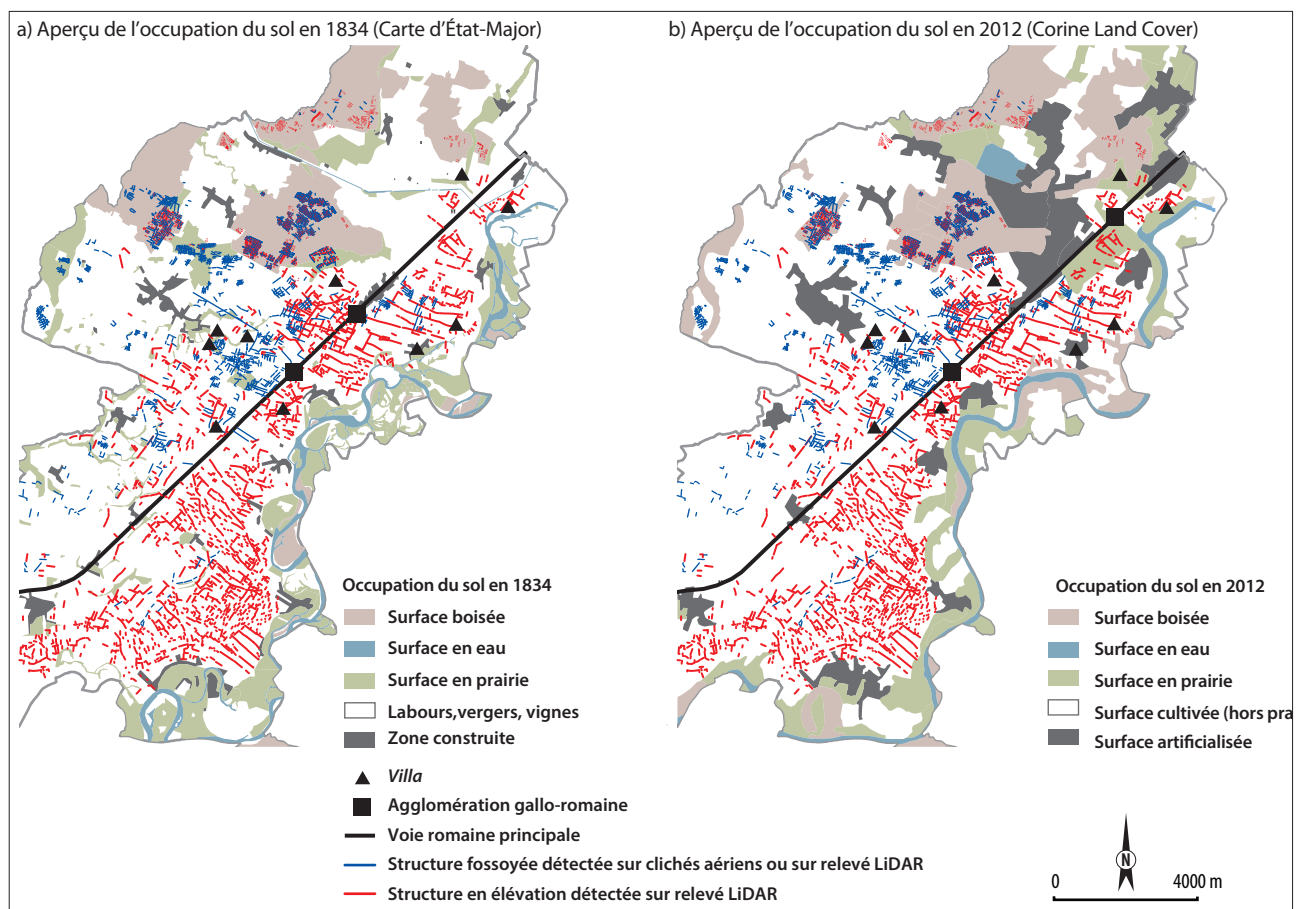 a) Aperçu de l'occupation du sol en 1834 (Carte d'État-Major)
b) Aperçu de l'occupation du sol en 2012 (Corine Land Cover)
Occupation du sol en 1834
Surface boisée
Surface en eau
Surface en prairie
Labours,vergers, vignes
Zone construite
Villa
Agglomération gallo-romaine
Voie romaine principale
Structure fossoyée détectée sur clichés aériens ou sur relevé LiDAR
Structure en élévation détectée sur relevé LiDAR
Occupation du sol en 2012
Surface boisée
Surface en eau
Surface en prairie
Surface cultivée (hors pra
Surface artificialisée
N
0 4000 m